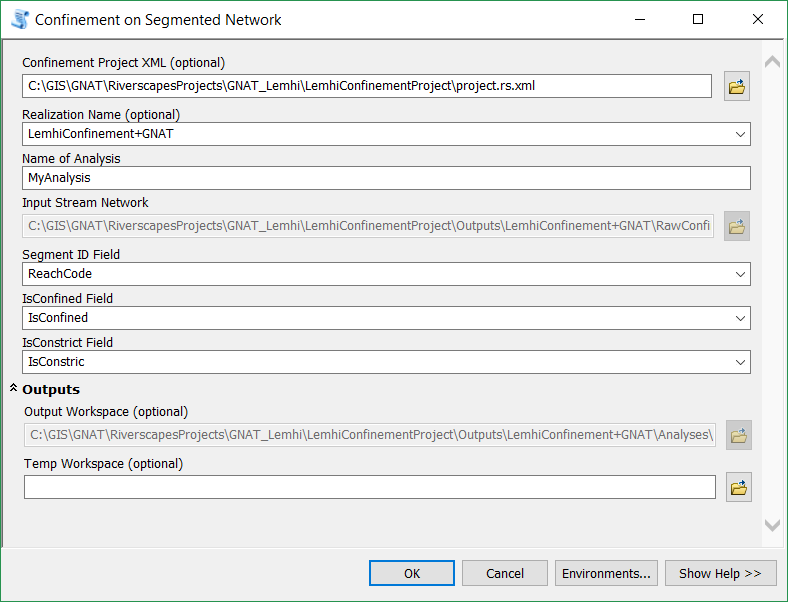 Confinement on Segmented Network
Confinement Project XML (optional)
C:\GIS\GNAT\RiverscapesProjects\GNAT_Lemhi\LemhiConfinementProject\project.rs.xml
Realization Name (optional)
LemhiConfinement+GNAT
Name of Analysis
MyAnalysis
Input Stream Network
C:\GIS\GNAT\RiverscapesProjects\GNAT_Lemhi\LemhiConfinementProject\Outputs\LemhiConfinement+GNAT\RawConfi
Segment ID Field
ReachCode
IsConfined Field
IsConfined
IsConstrict Field
IsConstric
Outputs
Output Workspace (optional)
C:\GIS\GNAT\RiverscapesProjects\GNAT_Lemhi\LemhiConfinementProject\Outputs\LemhiConfinement+GNAT\Analyses\
Temp Workspace (optional)
OK Cancel Environments... Show Help >>